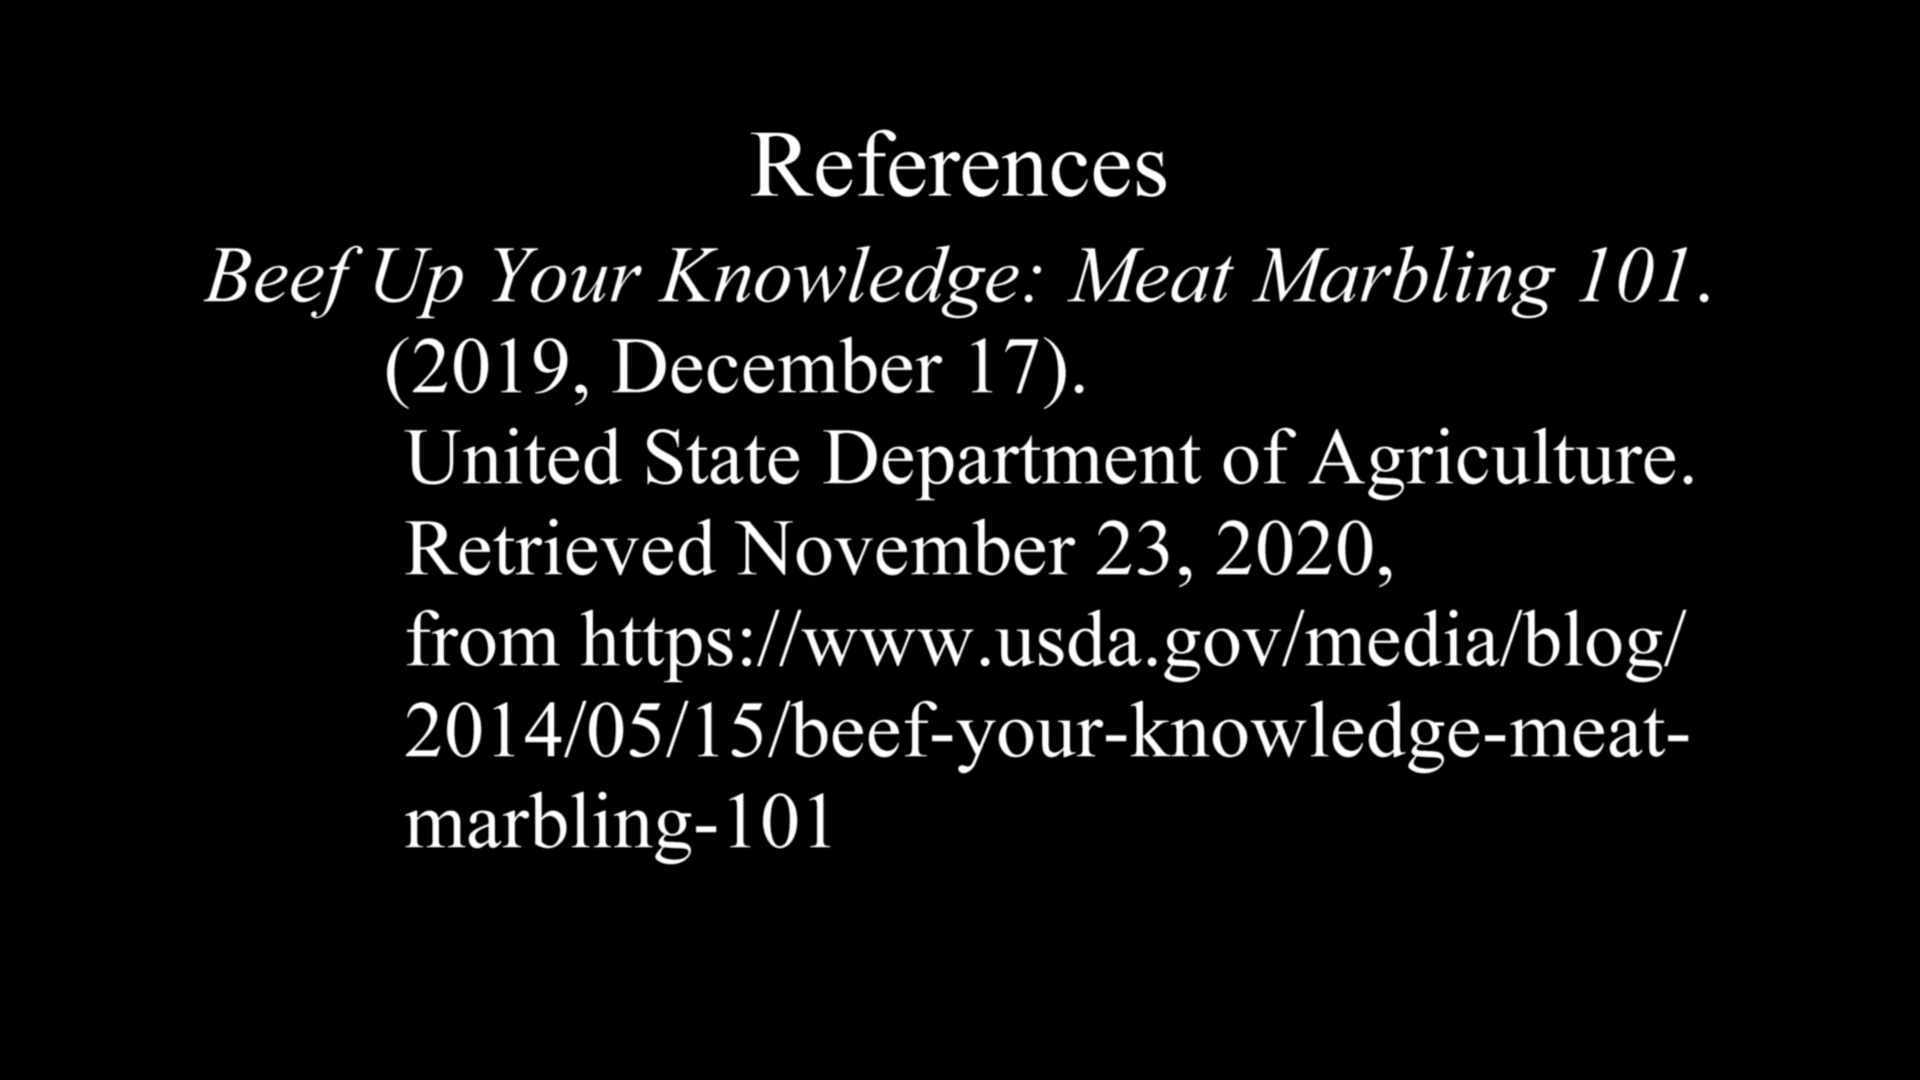 References
Beef Up Your Knowledge: Meat Marbling 101.
(2019, December 17).
United State Department of Agriculture.
Retrieved November 23, 2020,
from https://www.usda.gov/media/blog/
2014/05/15/beef-your-knowledge-meat-
marbling-101